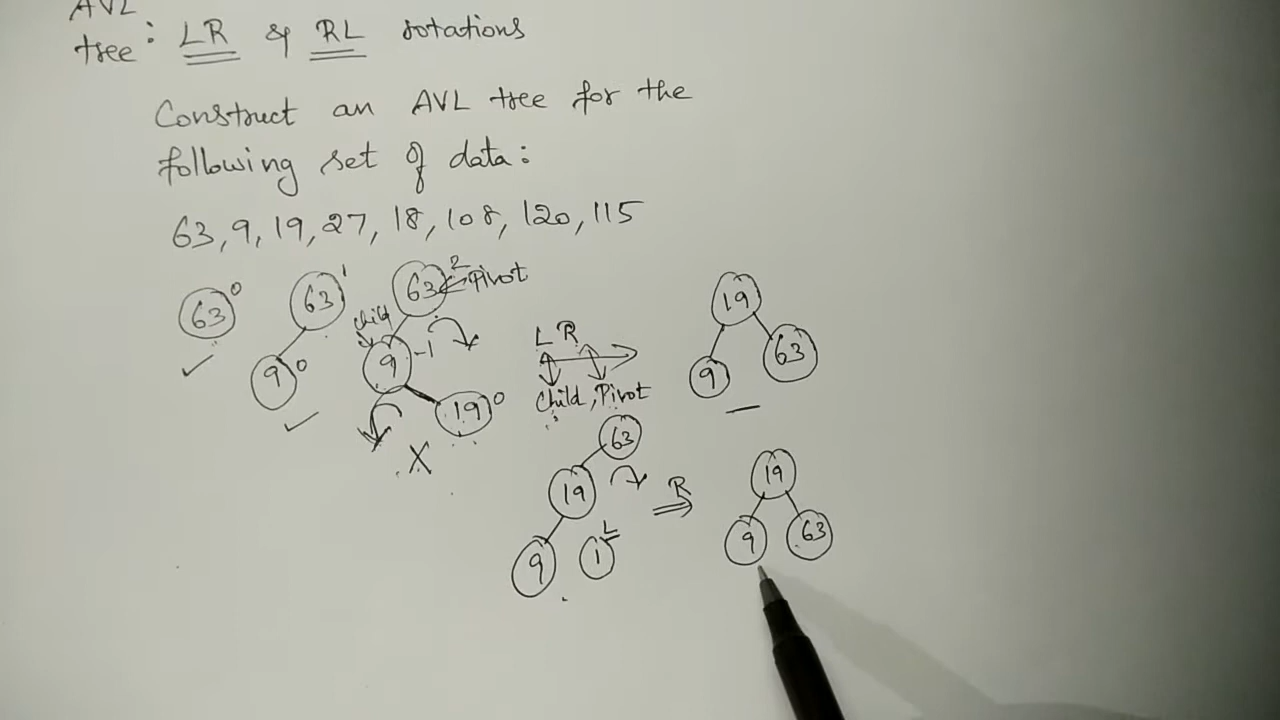 AVL
tree : LR & RL rotations
Construct an AVL tree for the
following set of data :
63, 9, 19, 27, 18, 108, 120, 115
63 0
63 1
9 0
63 2 Pivot
Child
9 -1
19 0
X
LR
Child, Pivot
19
9 63
63
19
9
1 L
R
19
9 63